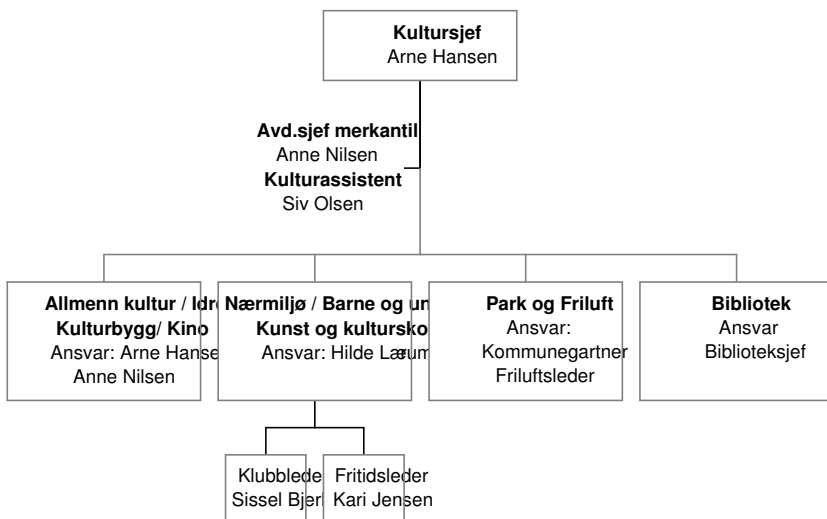 Kultursjef
Arne Hansen
Avd.sjef merkantil
Anne Nilsen
Kulturassistent
Siv Olsen
Allmenn kultur / Idr
Kulturbygg/ Kino
Ansvar: Arne Hanse
Anne Nilsen
Nærmiljø / Barne og un
Kunst og kultursko
Ansvar: Hilde Lærum
Park og Friluft
Ansvar:
Kommunegartner
Friluftsleder
Bibliotek
Ansvar
Biblioteksjef
Klubblede
Sissel Bjer
Fritidsleder
Kari Jensen